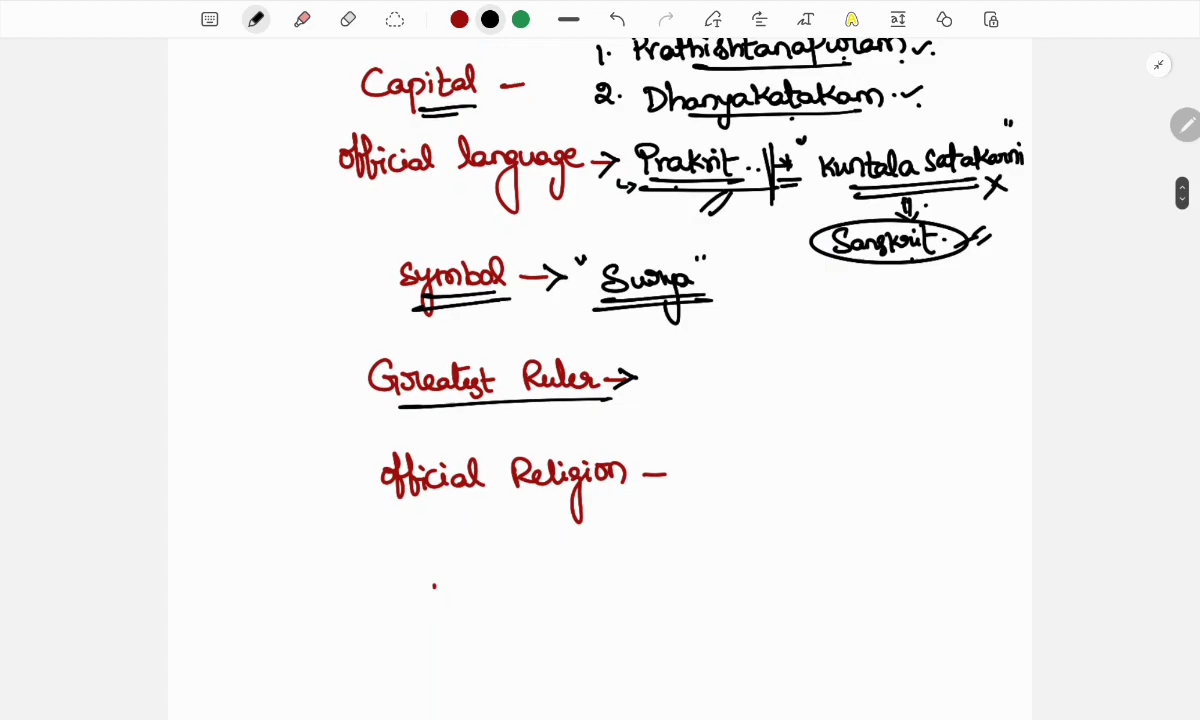 1. Prathishtanapuram
Capital -
2. Dhanyakatakam
official language → Prakrit .. → " Kuntala Satakarni "
Sanskrit.
Symbol → " Surya "
Greatest Ruler →
official Religion -